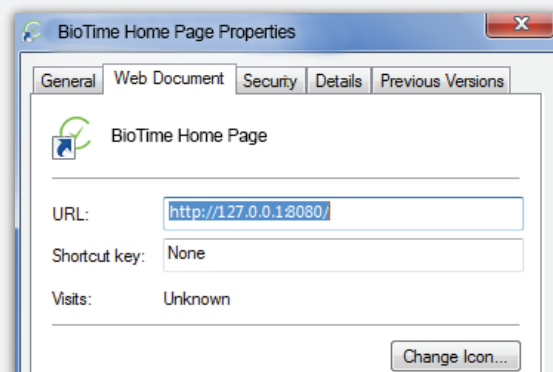 BioTime Home Page Properties
X
General Web Document Security Details Previous Versions
BioTime Home Page
URL: http://127.0.0.1:8080/
Shortcut key: None
Visits: Unknown
Change Icon...